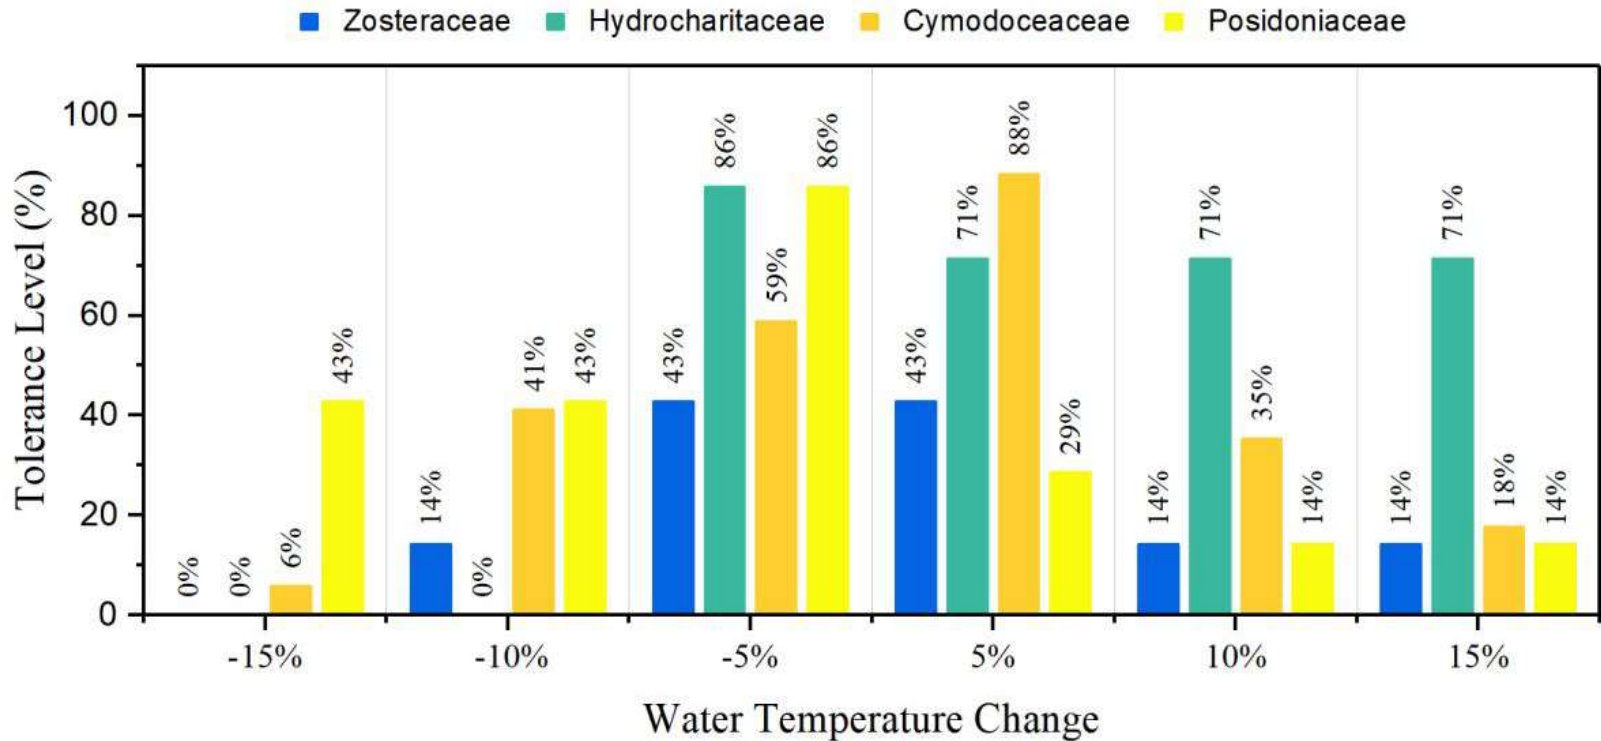 Zosteraceae Hydrocharitaceae Cymodoceaceae Posidoniaceae
Tolerance Level (%)
100
80
60
40
20
0
0% 0% 6% 43%
14% 0% 41% 43%
43% 86% 59% 86%
43% 71% 88% 29%
14% 71% 35% 14%
14% 71% 18% 14%
-15% -10% -5% 5% 10% 15%
Water Temperature Change